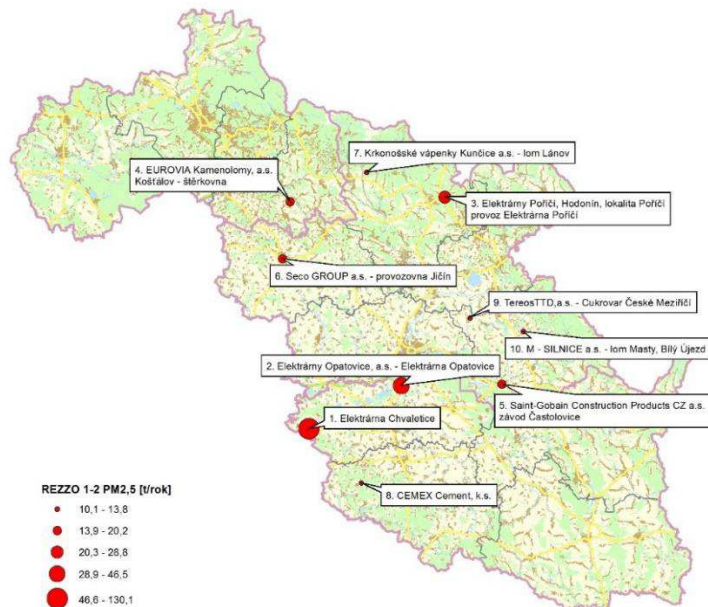 7. Krkonošské vápenky Kunčice a.s. - lom Lánov
4. EUROVIA Kamenolomy, a.s.
Košťálov - štěrkovna
3. Elektrárny Poříčí, Hodonín, lokalita Poříčí
provoz Elektrárna Poříčí
6. Seco GROUP a.s. - provozovna Jičín
9. TereosTTD,a.s. - Cukrovar České Meziříčí
10. M - SILNICE a.s. - lom Masty, Bílý Újezd
2. Elektrárny Opatovice, a.s. - Elektrárna Opatovice
5. Saint-Gobain Construction Products CZ a.s.
závod Častolovice
1. Elektrárna Chvaletice
8. CEMEX Cement, k.s.
REZZO 1-2 PM2,5 [t/rok]
10,1 - 13,8
13,9 - 20,2
20,3 - 28,8
28,9 - 46,5
46,6 - 130,1